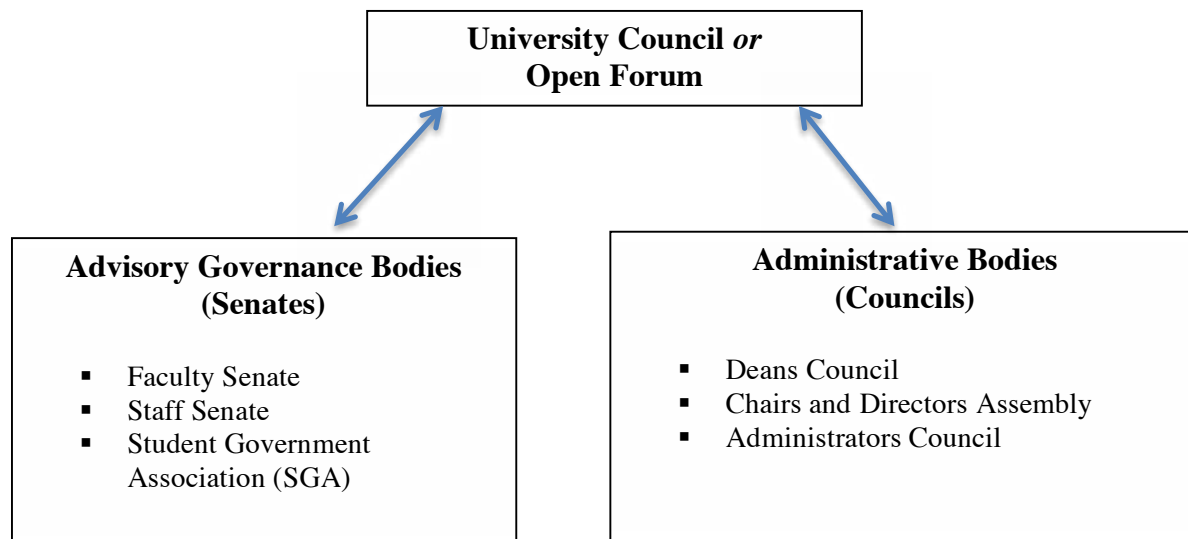 University Council or
Open Forum
Advisory Governance Bodies
(Senates)
▪ Faculty Senate
▪ Staff Senate
▪ Student Government
Association (SGA)
Administrative Bodies
(Councils)
▪ Deans Council
▪ Chairs and Directors Assembly
▪ Administrators Council